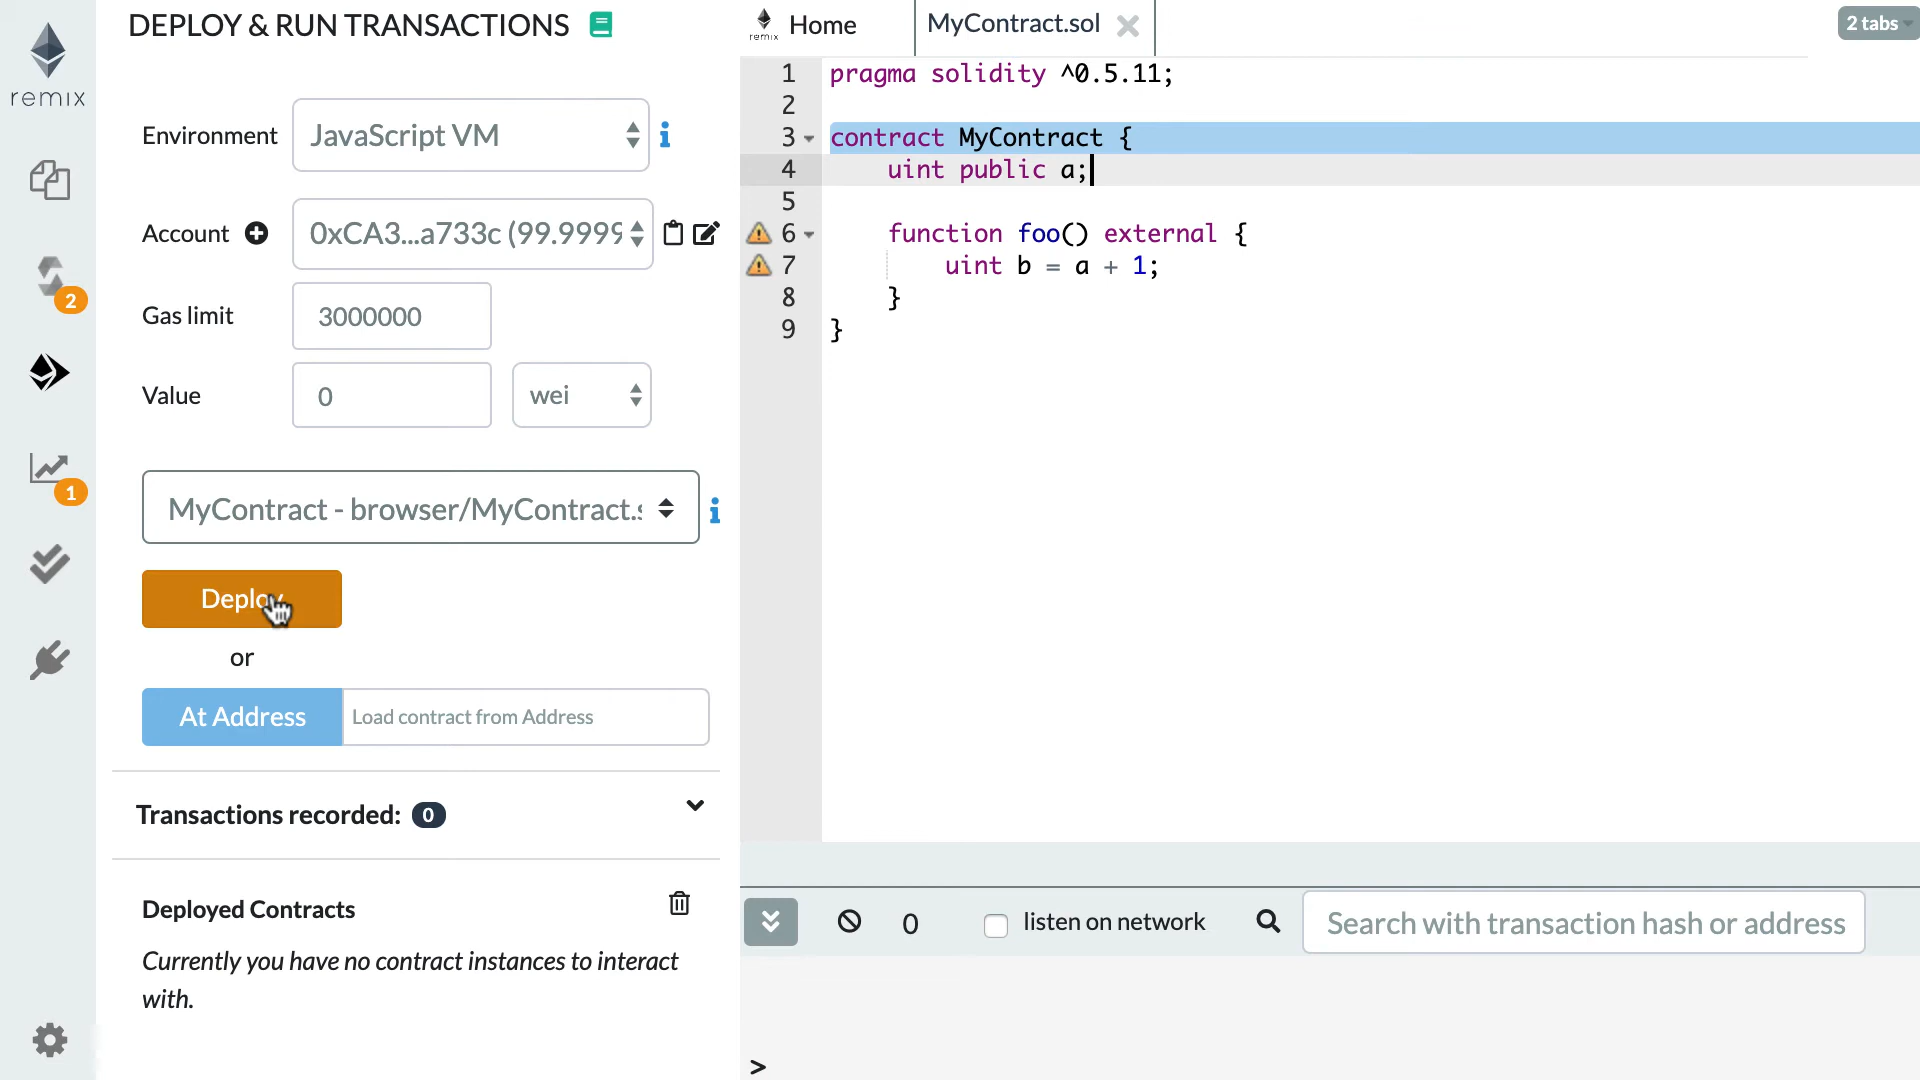 DEPLOY & RUN TRANSACTIONS
remix
Environment
JavaScript VM
Account
0xCA3...a733c (99.9999
Gas limit
3000000
Value
0
wei
MyContract - browser/MyContract.s
Deploy
or
At Address
Load contract from Address
Transactions recorded: 0
Deployed Contracts
Currently you have no contract instances to interact
with.
2
1
remix
Home
MyContract.sol
2 tabs
1 pragma solidity ^0.5.11;
2
3 contract MyContract {
4 uint public a;
5
6 function foo() external {
7 uint b = a + 1;
8 }
9 }
0
listen on network
Search with transaction hash or address
>